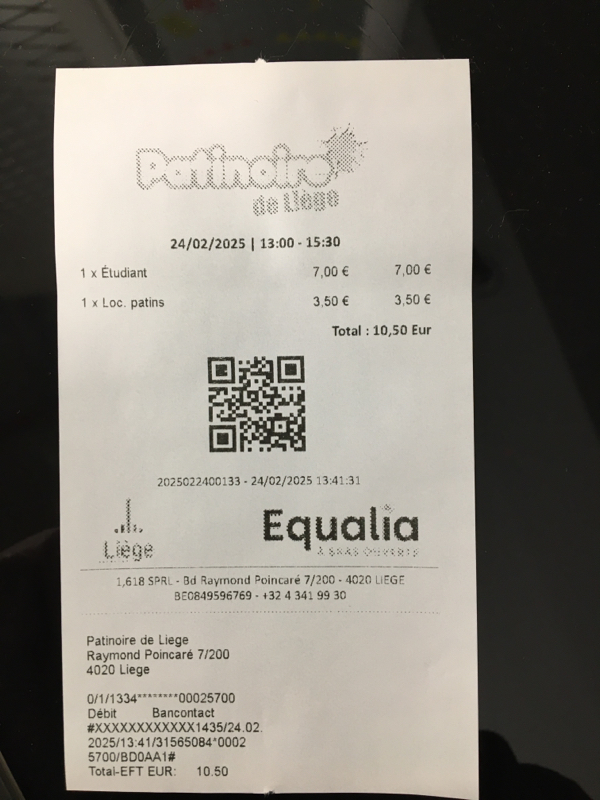 Patinoire
de Liège
24/02/2025 | 13:00 - 15:30
1 x Étudiant 7,00 € 7,00 €
1 x Loc. patins 3,50 € 3,50 €
Total : 10,50 Eur
2025022400133 - 24/02/2025 13:41:31
Liège
Equalia
À BRAS OUVERTS
1,618 SPRL - Bd Raymond Poincaré 7/200 - 4020 LIEGE
BE0849596769 - +32 4 341 99 30
Patinoire de Liege
Raymond Poincaré 7/200
4020 Liege
0/1/1334********00025700
Débit Bancontact
#XXXXXXXXXXXX1435/24.02.
2025/13:41/31565084*0002
5700/BD0AA1#
Total-EFT EUR: 10.50